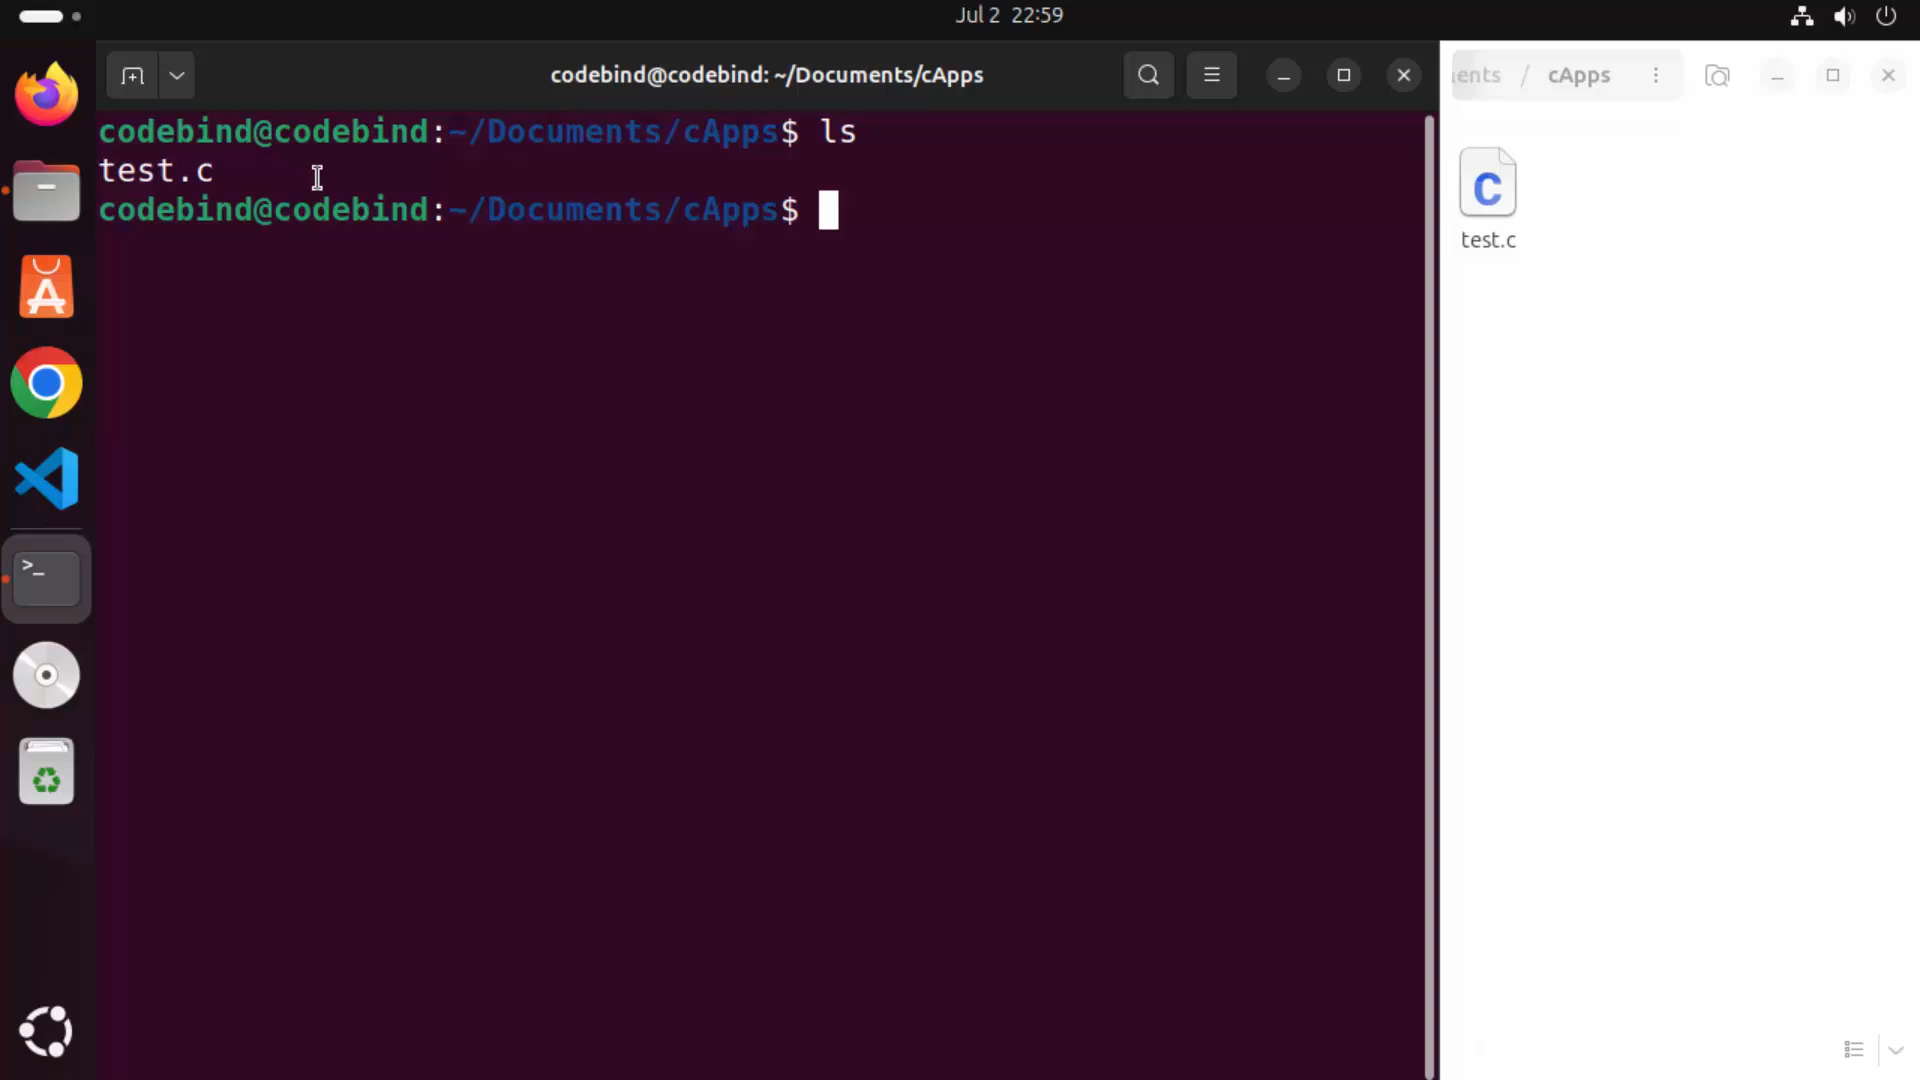 Jul 2 22:59
codebind@codebind: ~/Documents/cApps
ents / cApps
codebind@codebind:~/Documents/cApps$ ls
test.c
codebind@codebind:~/Documents/cApps$
C
test.c
>_